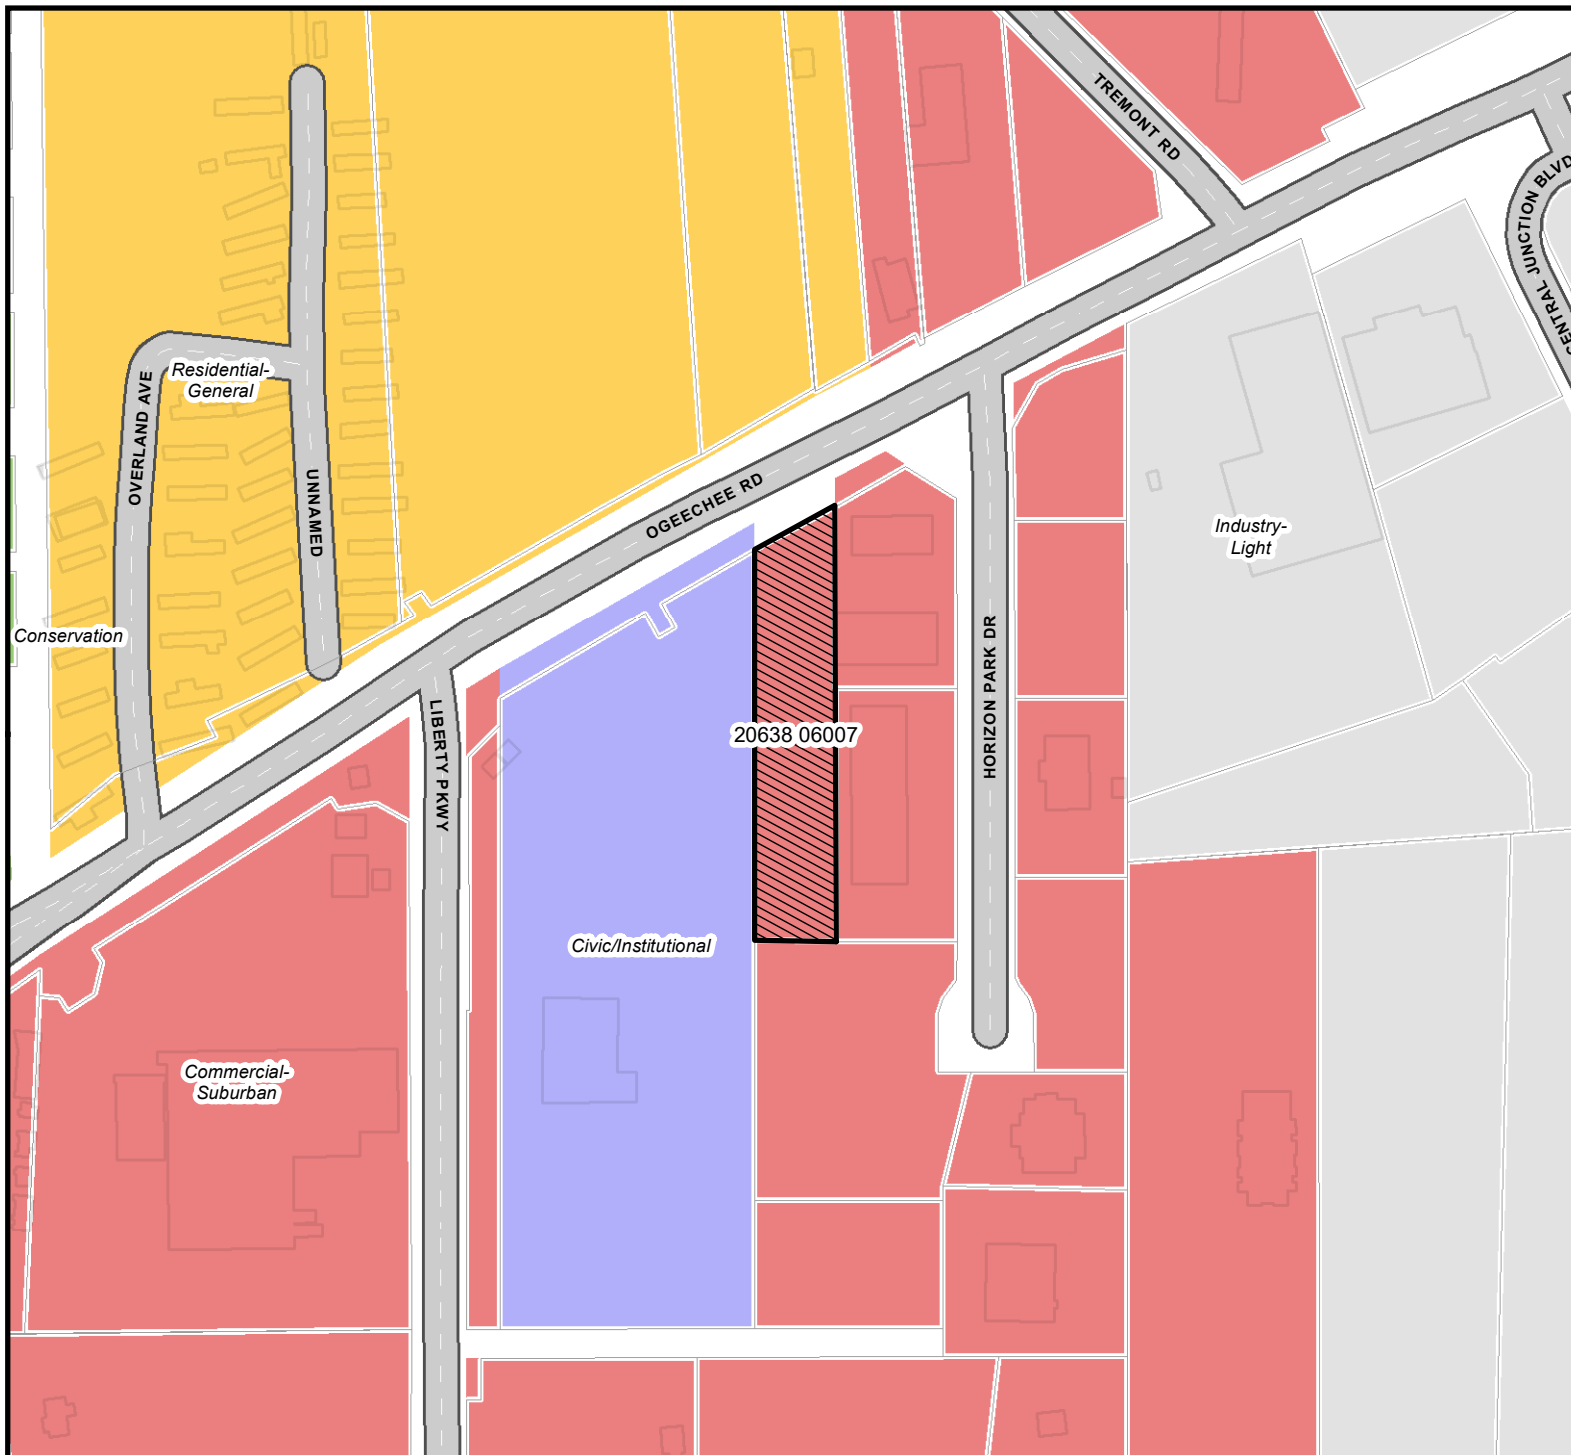 TREMONT RD
CENTRAL JUNCTION BLVD
CENTRAL
Residential-
General
OVERLAND AVE
UNNAMED
OGEECHEE RD
Industry-
Light
Conservation
LIBERTY PKWY
HORIZON PARK DR
20638 06007
Civic/Institutional
Commercial-
Suburban